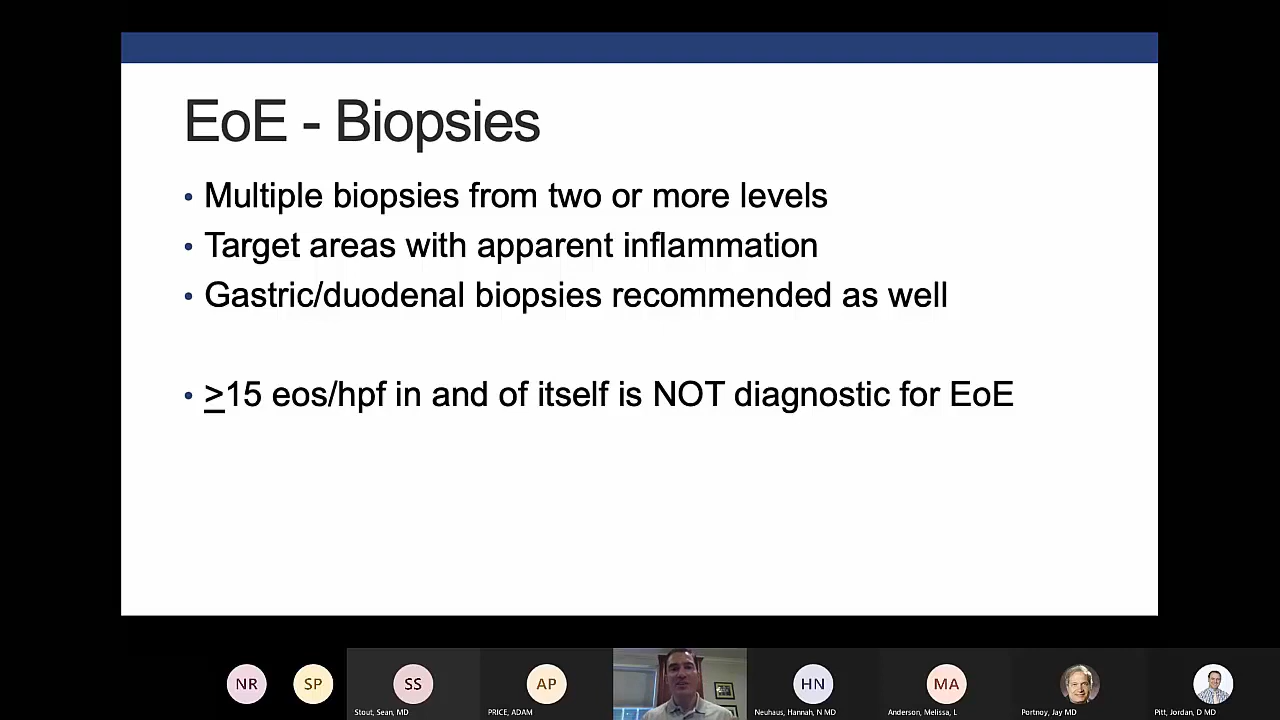 EoE - Biopsies
• Multiple biopsies from two or more levels
• Target areas with apparent inflammation
• Gastric/duodenal biopsies recommended as well
• ≥15 eos/hpf in and of itself is NOT diagnostic for EoE
NR
SP
SS
AP
HN
MA
Stout, Sean, MD
PRICE, ADAM
Neuhaus, Hannah, N MD
Anderson, Melissa, L
Portnoy, Jay MD
Pitt, Jordan, D MD